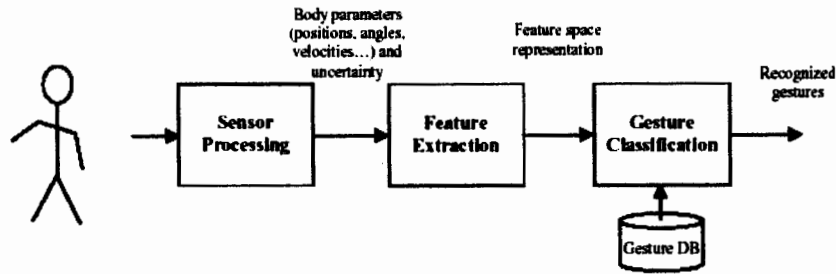 Body parameters
(positions, angles,
velocities...) and
uncertainty
Feature space
representation
Recognized
gestures
Sensor
Processing
Feature
Extraction
Gesture
Classification
Gesture DB